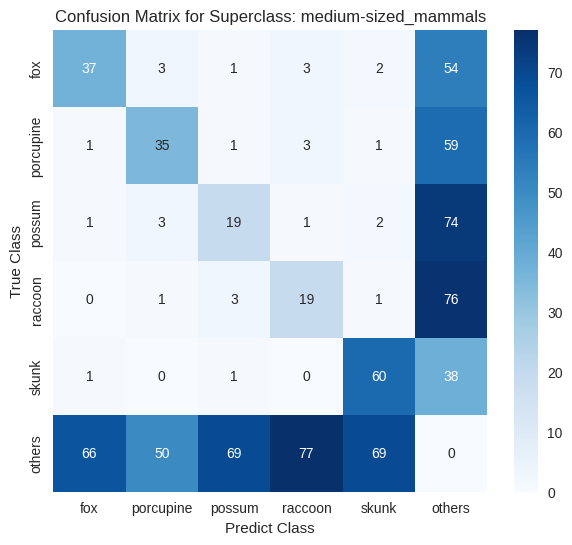 Confusion Matrix for Superclass: medium-sized_mammals
True Class
fox 37 3 1 3 2 54
porcupine 1 35 1 3 1 59
possum 1 3 19 1 2 74
raccoon 0 1 3 19 1 76
skunk 1 0 1 0 60 38
others 66 50 69 77 69 0
fox porcupine possum raccoon skunk others
Predict Class
70
60
50
40
30
20
10
0